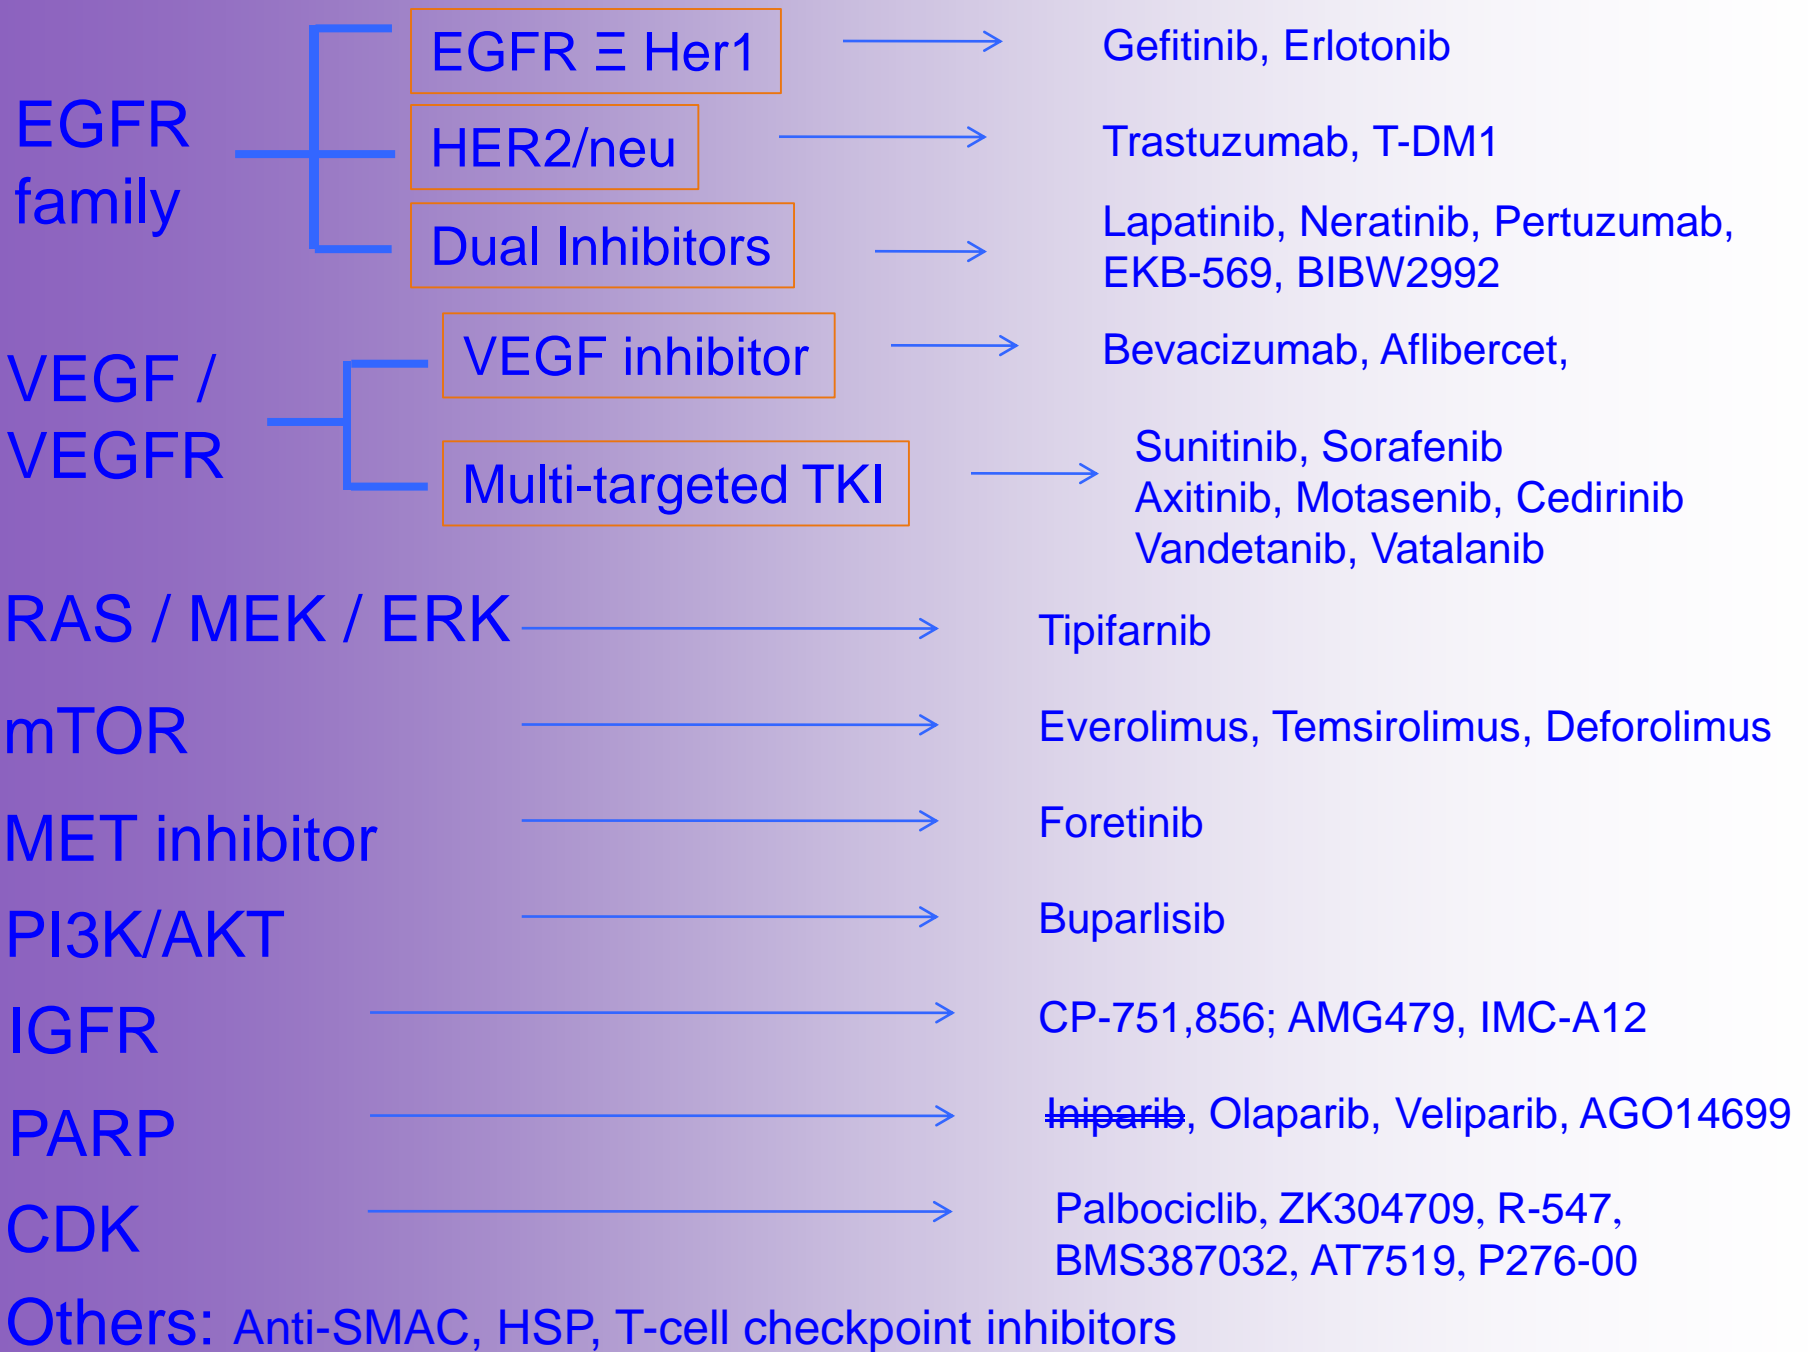 EGFR family
EGFR Ξ Her1
Gefitinib, Erlotonib
HER2/neu
Trastuzumab, T-DM1
Dual Inhibitors
Lapatinib, Neratinib, Pertuzumab,
EKB-569, BIBW2992
VEGF /
VEGFR
VEGF inhibitor
Bevacizumab, Aflibercet,
Multi-targeted TKI
Sunitinib, Sorafenib
Axitinib, Motasenib, Cedirinib
Vandetanib, Vatalanib
RAS / MEK / ERK
Tipifarnib
mTOR
Everolimus, Temsirolimus, Deforolimus
MET inhibitor
Foretinib
PI3K/AKT
Buparlisib
IGFR
CP-751,856; AMG479, IMC-A12
PARP
Iniparib, Olaparib, Veliparib, AGO14699
CDK
Palbociclib, ZK304709, R-547,
BMS387032, AT7519, P276-00
Others: Anti-SMAC, HSP, T-cell checkpoint inhibitors